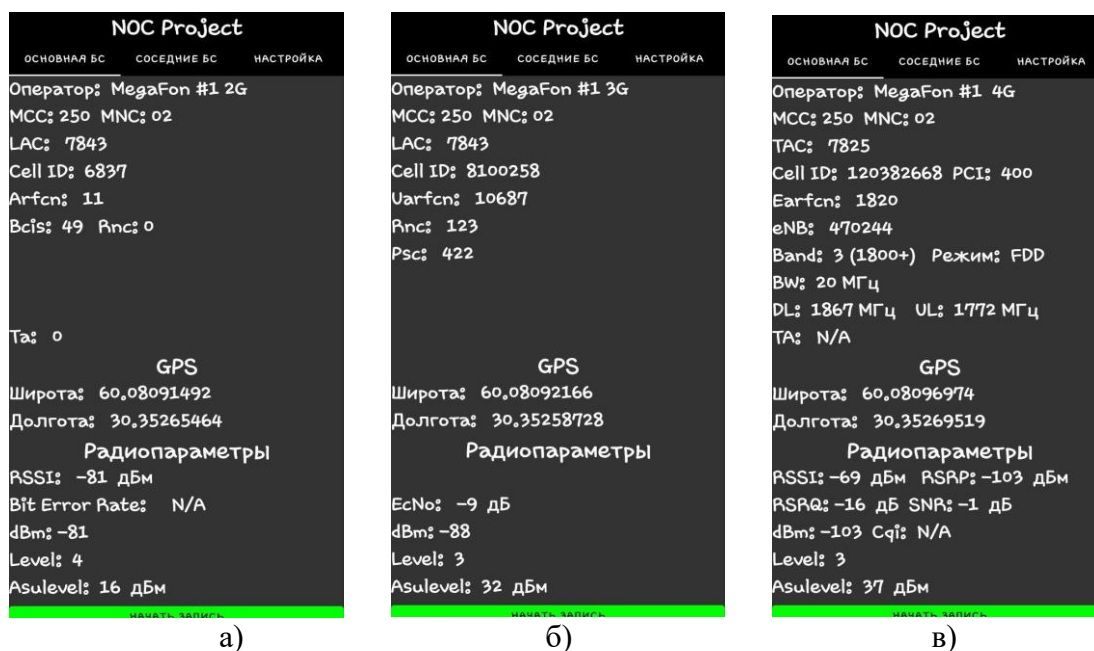 NOC Project
ОСНОВНАЯ БС СОСЕДНИЕ БС НАСТРОЙКА
Оператор: MegaFon #1 2G
MCC: 250 MNC: 02
LAC: 7843
Cell ID: 6837
Arfcn: 11
Bcis: 49 Rnc: 0
Ta: 0
GPS
Широта: 60.08091492
Долгота: 30.35265464
Радиопараметры
RSSI: -81 дБм
Bit Error Rate: N/A
dBm: -81
Level: 4
Asulevel: 16 дБм
НАЧАТЬ ЗАПИСЬ
а)
NOC Project
ОСНОВНАЯ БС СОСЕДНИЕ БС НАСТРОЙКА
Оператор: MegaFon #1 3G
MCC: 250 MNC: 02
LAC: 7843
Cell ID: 8100258
Uarfcn: 10687
Rnc: 123
Psc: 422
GPS
Широта: 60.08092166
Долгота: 30.35258728
Радиопараметры
EcNo: -9 дБ
dBm: -88
Level: 3
Asulevel: 32 дБм
НАЧАТЬ ЗАПИСЬ
б)
NOC Project
ОСНОВНАЯ БС СОСЕДНИЕ БС НАСТРОЙКА
Оператор: MegaFon #1 4G
MCC: 250 MNC: 02
TAC: 7825
Cell ID: 120382668 PCI: 400
Earfcn: 1820
eNB: 470244
Band: 3 (1800+) Режим: FDD
BW: 20 МГц
DL: 1867 МГц UL: 1772 МГц
TA: N/A
GPS
Широта: 60.08096974
Долгота: 30.35269519
Радиопараметры
RSSI: -69 дБм RSRP: -103 дБм
RSRQ: -16 дБ SNR: -1 дБ
dBm: -103 Cqi: N/A
Level: 3
Asulevel: 37 дБм
НАЧАТЬ ЗАПИСЬ
в)